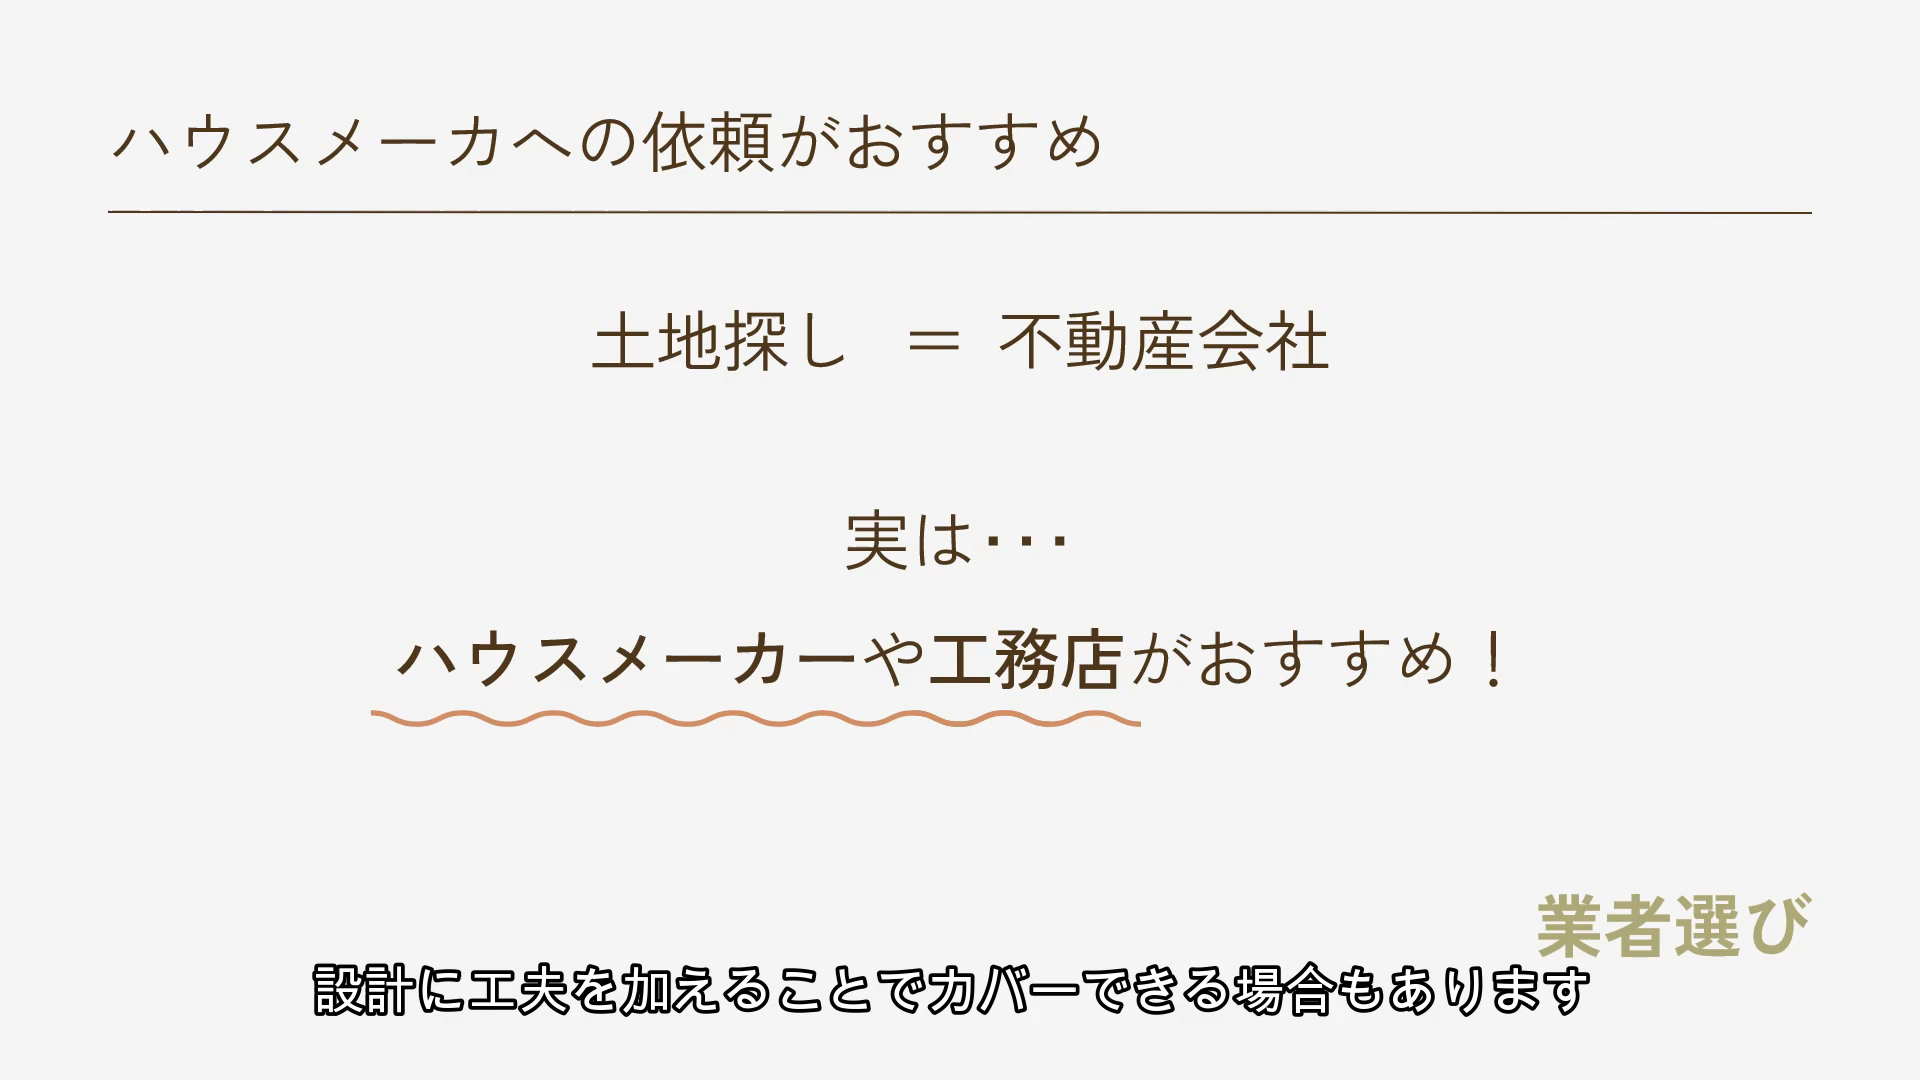 ハウスメーカへの依頼がおすすめ
土地探し ＝ 不動産会社
実は･･･
ハウスメーカーや工務店がおすすめ！
業者選び
設計に工夫を加えることでカバーできる場合もあります